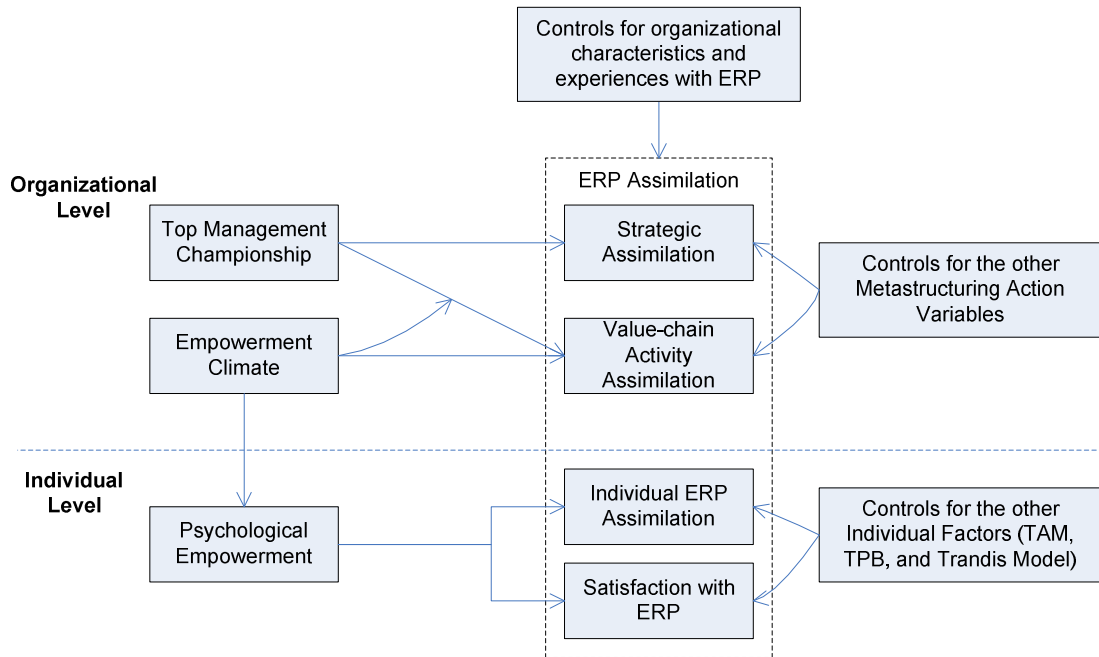 Controls for organizational
characteristics and
experiences with ERP
Organizational
Level
ERP Assimilation
Top Management
Championship
Strategic
Assimilation
Controls for the other
Metastructuring Action
Variables
Empowerment
Climate
Value-chain
Activity
Assimilation
Individual
Level
Individual ERP
Assimilation
Psychological
Empowerment
Controls for the other
Individual Factors (TAM,
TPB, and Trandis Model)
Satisfaction with
ERP